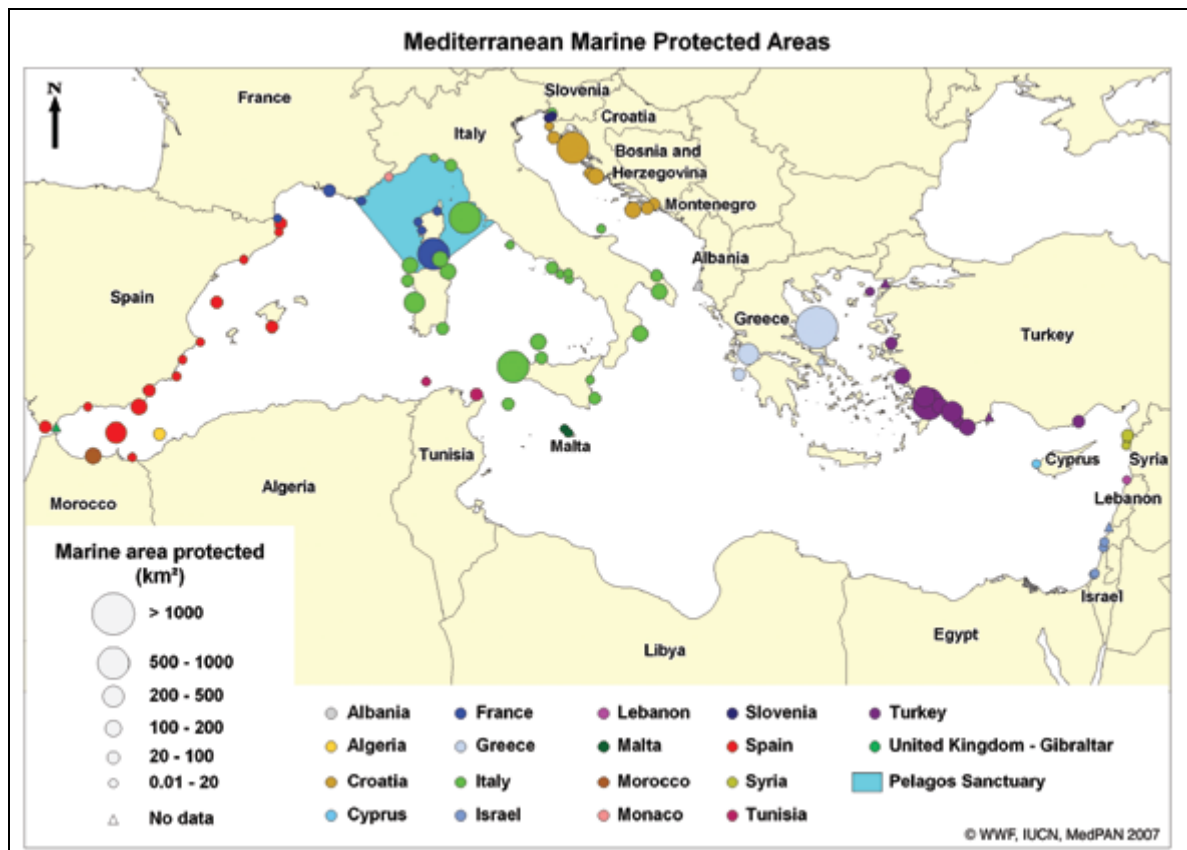 Mediterranean Marine Protected Areas
N
France
Slovenia
Croatia
Italy
Bosnia and
Herzegovina
Montenegro
Albania
Spain
Greece
Turkey
Malta
Cyprus
Syria
Tunisia
Algeria
Lebanon
Morocco
Israel
Egypt
Libya
Marine area protected
(km²)
> 1000
500 - 1000
200 - 500
100 - 200
20 - 100
0.01 - 20
No data
Albania
Algeria
Croatia
Cyprus
France
Greece
Italy
Israel
Lebanon
Malta
Morocco
Monaco
Slovenia
Spain
Syria
Tunisia
Turkey
United Kingdom - Gibraltar
Pelagos Sanctuary
© WWF, IUCN, MedPAN 2007